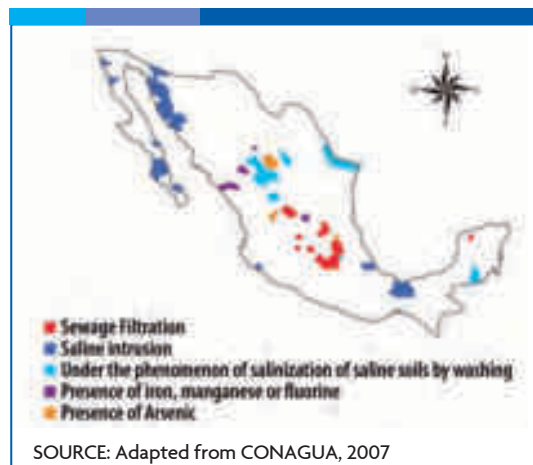 Sewage Filtration
Saline intrusion
Under the phenomenon of salinization of saline soils by washing
Presence of iron, manganese or fluorine
Presence of Arsenic
SOURCE: Adapted from CONAGUA, 2007